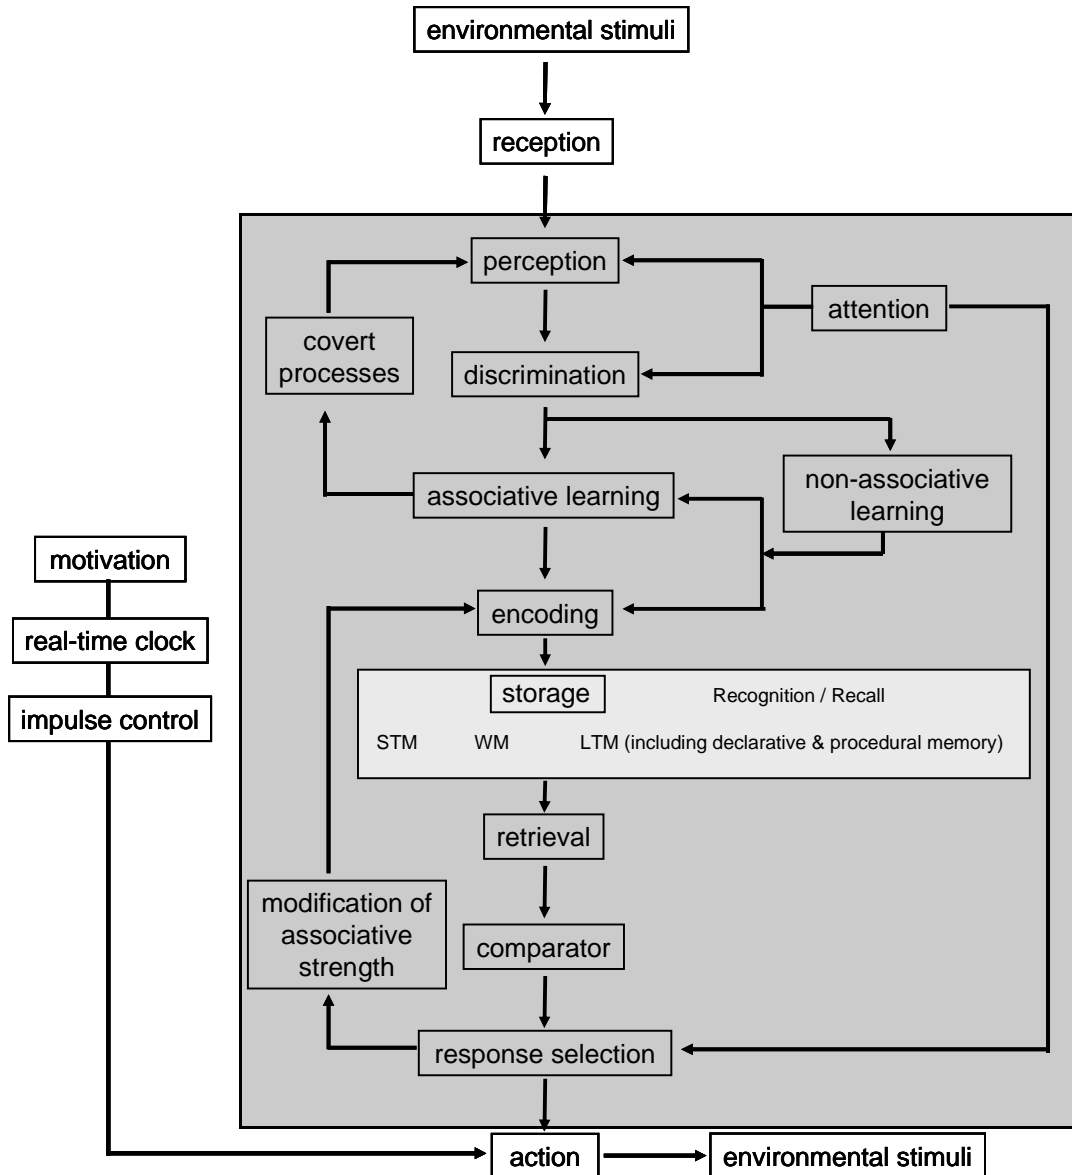 environmental stimuli
reception
perception
attention
covert
processes
discrimination
associative learning
non-associative
learning
motivation
encoding
real-time clock
storage
Recognition / Recall
impulse control
STM
WM
LTM (including declarative & procedural memory)
retrieval
modification of
associative
strength
comparator
response selection
action
environmental stimuli